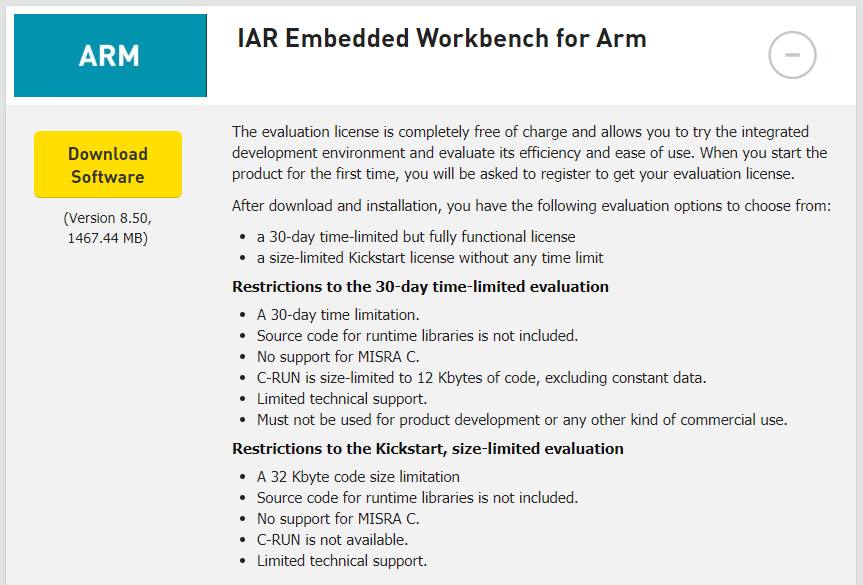 ARM
IAR Embedded Workbench for Arm
Download
Software
(Version 8.50,
1467.44 MB)
The evaluation license is completely free of charge and allows you to try the integrated
development environment and evaluate its efficiency and ease of use. When you start the
product for the first time, you will be asked to register to get your evaluation license.
After download and installation, you have the following evaluation options to choose from:
• a 30-day time-limited but fully functional license
• a size-limited Kickstart license without any time limit
Restrictions to the 30-day time-limited evaluation
• A 30-day time limitation.
• Source code for runtime libraries is not included.
• No support for MISRA C.
• C-RUN is size-limited to 12 Kbytes of code, excluding constant data.
• Limited technical support.
• Must not be used for product development or any other kind of commercial use.
Restrictions to the Kickstart, size-limited evaluation
• A 32 Kbyte code size limitation
• Source code for runtime libraries is not included.
• No support for MISRA C.
• C-RUN is not available.
• Limited technical support.